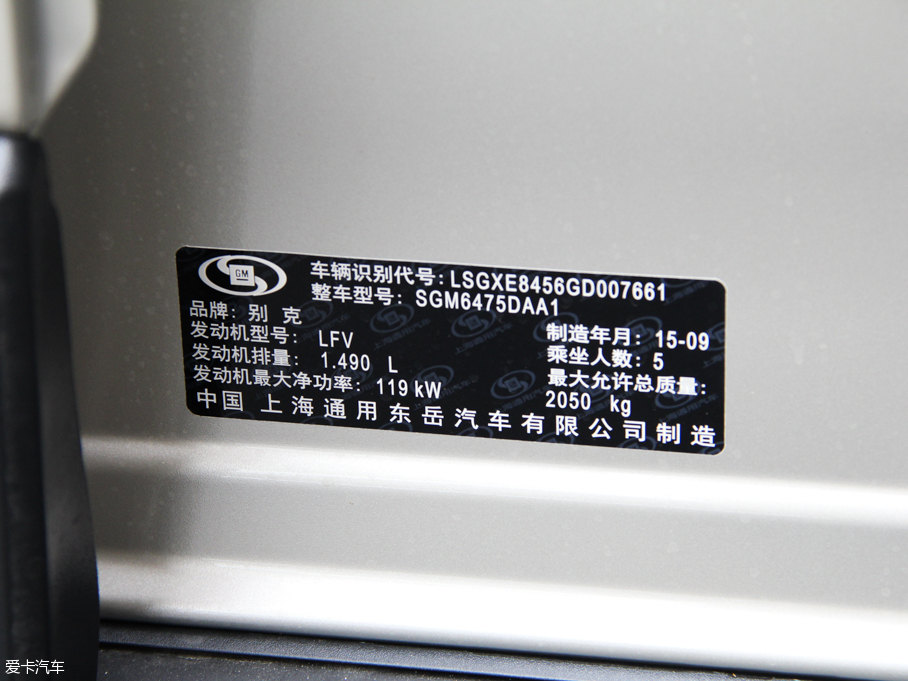 GM
车辆识别代号: LSGXE8456GD007661
整车型号: SGM6475DAA1
品牌: 别 克
发动机型号: LFV
制造年月: 15-09
发动机排量: 1.490 L
乘坐人数: 5
发动机最大净功率: 119 kW
最大允许总质量:
2050 kg
中国 上海通用东岳汽车有限公司制造
爱卡汽车